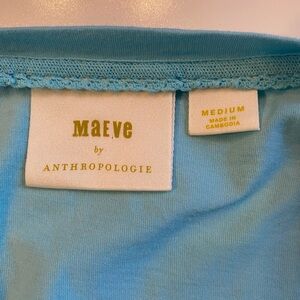 MAEVE
by
ANTHROPOLOGIE
MEDIUM
MADE IN
CAMBODIA